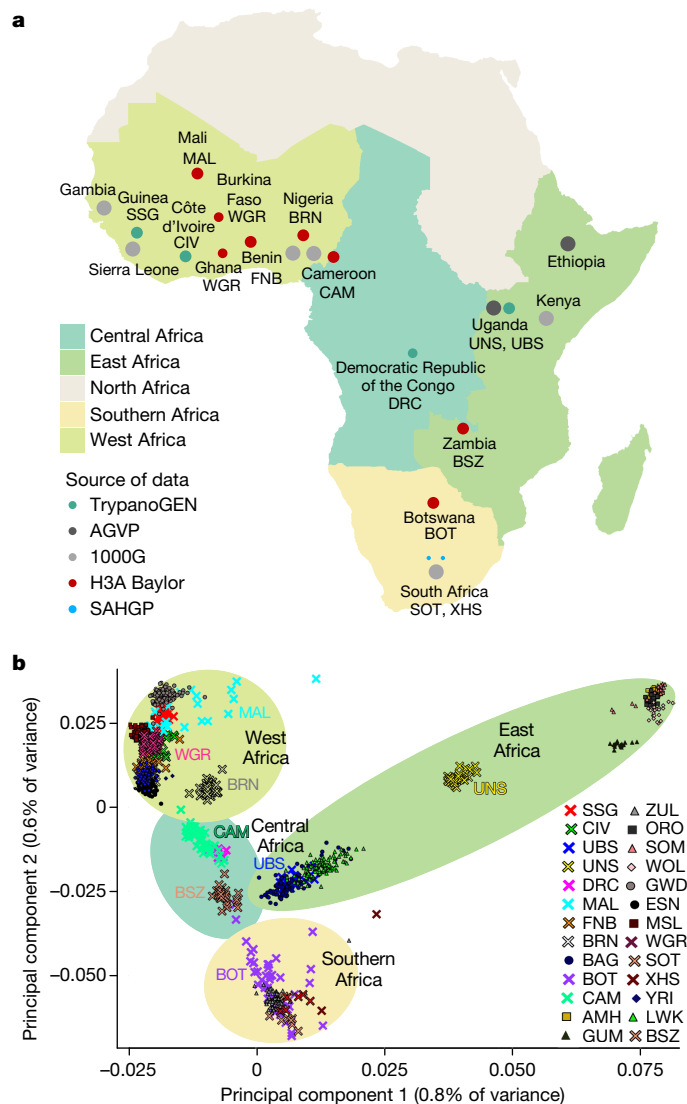 a
Mali
MAL
Burkina
Faso
WGR
Gambia
Guinea
SSG
Côte
d'Ivoire
CIV
Nigeria
BRN
Sierra Leone
Ghana
WGR
Benin
FNB
Cameroon
CAM
Ethiopia
Kenya
Uganda
UNS, UBS
Democratic Republic
of the Congo
DRC
Zambia
BSZ
Botswana
BOT
South Africa
SOT, XHS
Central Africa
East Africa
North Africa
Southern Africa
West Africa
Source of data
TrypanoGEN
AGVP
1000G
H3A Baylor
SAHGP
b
Principal component 2 (0.6% of variance)
0.025
0
-0.025
-0.050
MAL
WGR
West
Africa
BRN
East
Africa
UNS
CAM
Central
Africa
UBS
BSZ
BOT
Southern
Africa
SSG
CIV
UBS
UNS
DRC
MAL
FNB
BRN
BAG
BOT
CAM
AMH
GUM
ZUL
ORO
SOM
WOL
GWD
ESN
MSL
WGR
SOT
XHS
YRI
LWK
BSZ
-0.025
0
0.025
0.050
0.075
Principal component 1 (0.8% of variance)